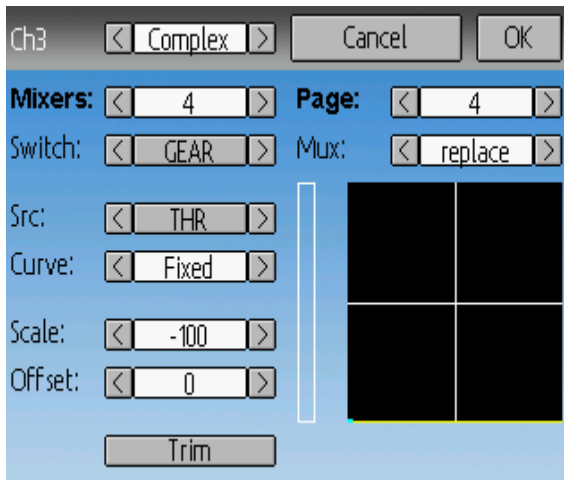 Ch3 < Complex > Cancel OK
Mixers: < 4 > Page: < 4 >
Switch: < GEAR > Mux: < replace >
Src: < THR >
Curve: < Fixed >
Scale: < -100 >
Offset: < 0 >
Trim